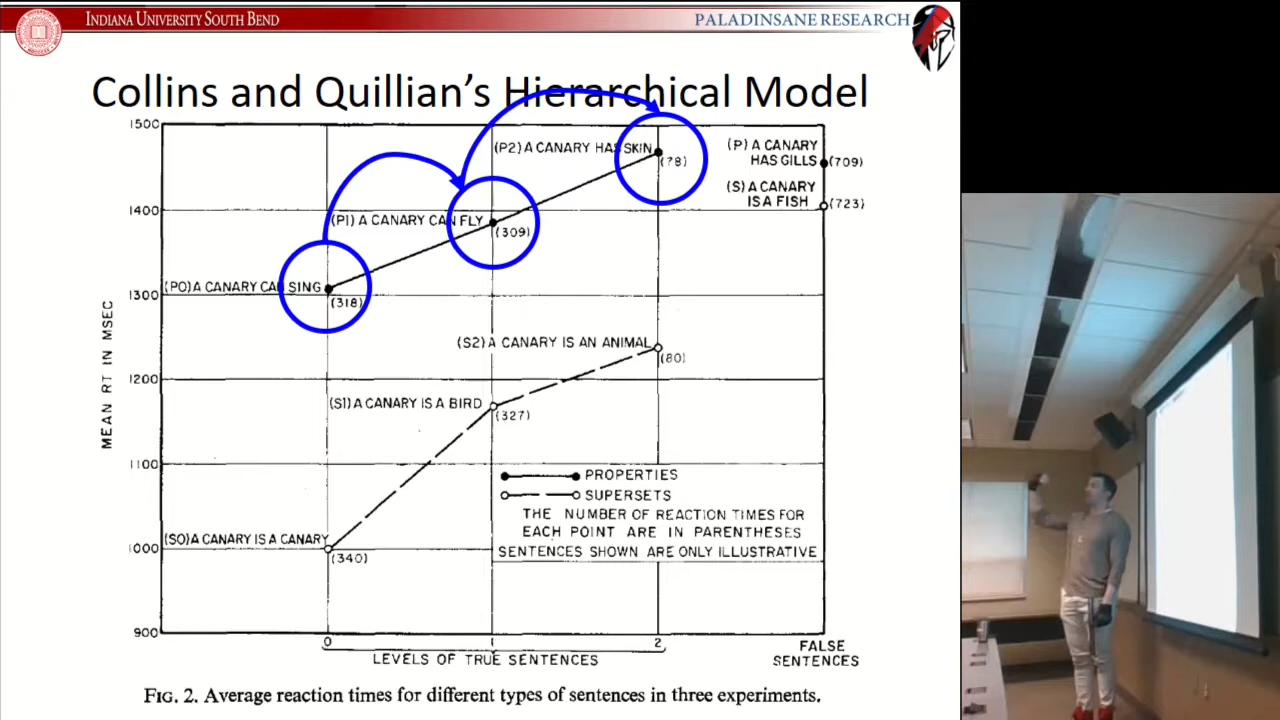 INDIANA UNIVERSITY SOUTH BEND
PALADINSANE RESEARCH
Collins and Quillian's Hierarchical Model
1500
1400
1300
1200
1100
1000
900
MEAN RT IN MSEC
(P2) A CANARY HAS SKIN
(78)
(P) A CANARY
HAS GILLS
(709)
(S) A CANARY
IS A FISH
(723)
(P1) A CANARY CAN FLY
(309)
(P0) A CANARY CAN SING
(318)
(S2) A CANARY IS AN ANIMAL
(80)
(S1) A CANARY IS A BIRD
(327)
(S0) A CANARY IS A CANARY
(340)
PROPERTIES
SUPERSETS
THE NUMBER OF REACTION TIMES FOR
EACH POINT ARE IN PARENTHESES
SENTENCES SHOWN ARE ONLY ILLUSTRATIVE
0
1
2
LEVELS OF TRUE SENTENCES
FALSE
SENTENCES
FIG. 2. Average reaction times for different types of sentences in three experiments.